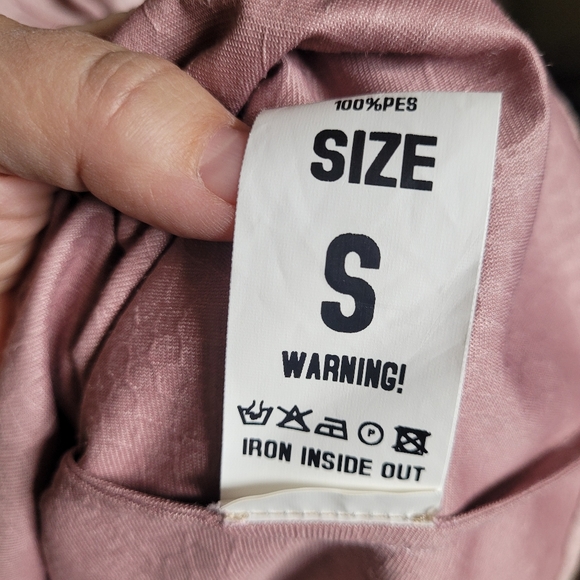 100%PES
SIZE
S
WARNING!
P
IRON INSIDE OUT